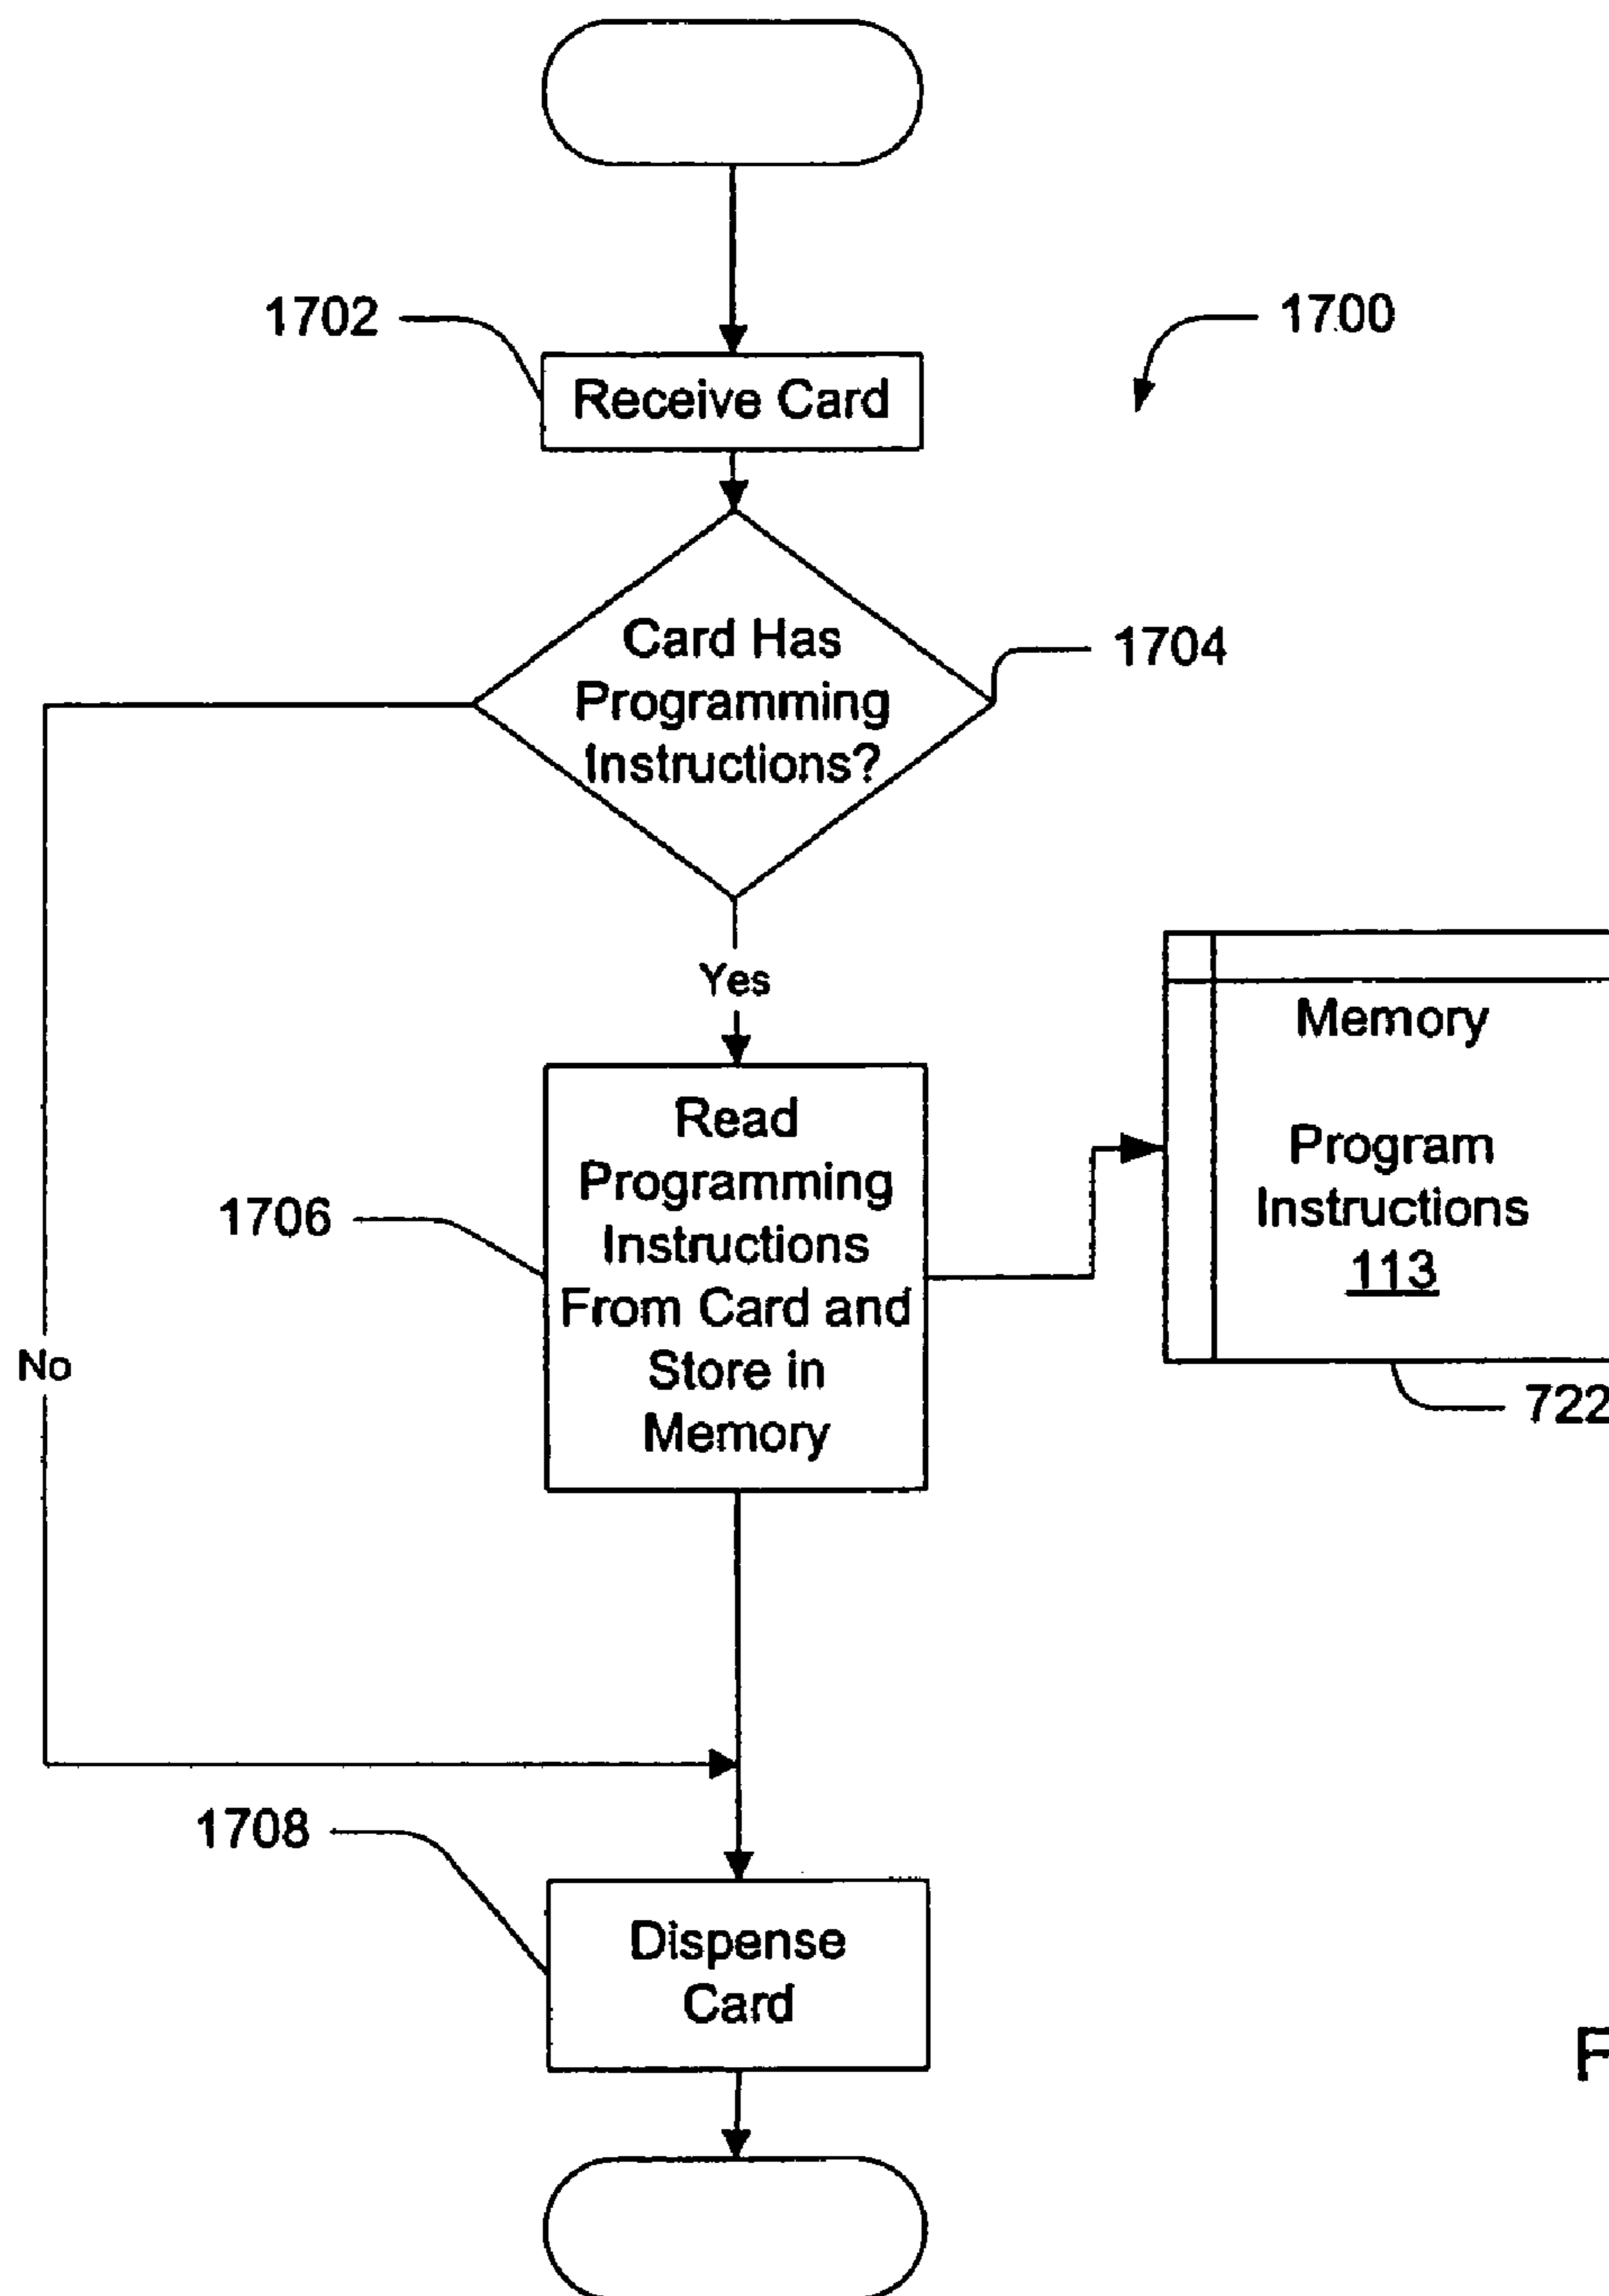 1702
1700
Receive Card
Card Has
Programming
Instructions?
1704
Yes
Memory
Program
Instructions
113
722
Read
Programming
Instructions
From Card and
Store in
Memory
1706
No
1708
Dispense
Card
F